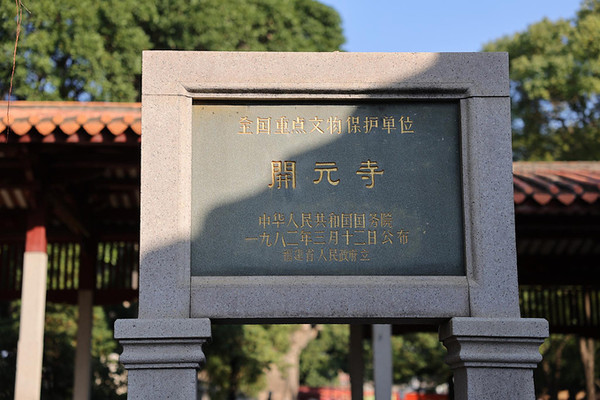 全国重点文物保护单位
開元寺
中华人民共和国国务院
一九八二年三月十二日公布
福建省人民政府立